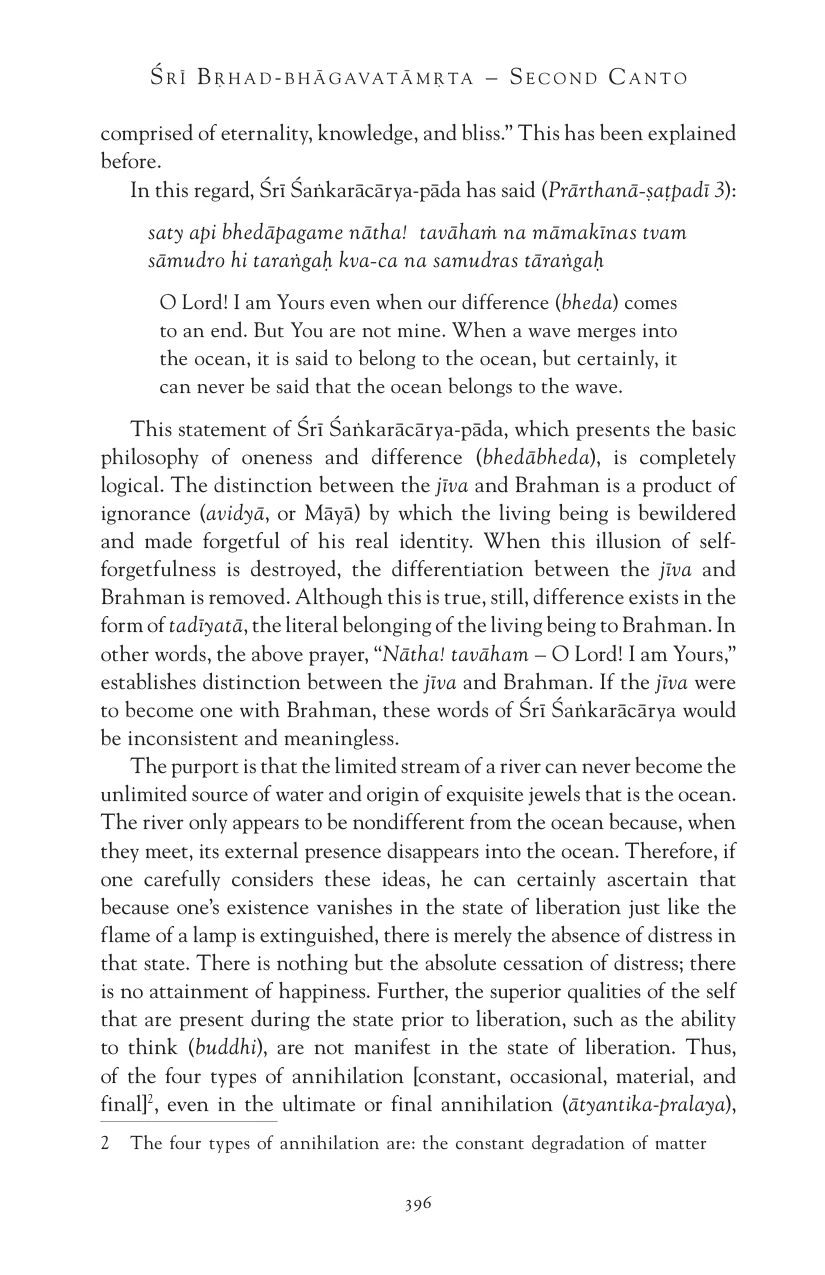 Śrī Bṛhad-bhāgavatāmṛta – Second Canto
comprised of eternality, knowledge, and bliss.” This has been explained
before.
In this regard, Śrī Śaṅkarācārya-pāda has said (Prārthanā-ṣaṭpadī 3):
saty api bhedāpagame nātha! tavāhaṁ na māmakīnas tvam
sāmudro hi taraṅgaḥ kva-ca na samudras tāraṅgaḥ
O Lord! I am Yours even when our difference (bheda) comes
to an end. But You are not mine. When a wave merges into
the ocean, it is said to belong to the ocean, but certainly, it
can never be said that the ocean belongs to the wave.
This statement of Śrī Śaṅkarācārya-pāda, which presents the basic
philosophy of oneness and difference (bhedābheda), is completely
logical. The distinction between the jīva and Brahman is a product of
ignorance (avidyā, or Māyā) by which the living being is bewildered
and made forgetful of his real identity. When this illusion of self-
forgetfulness is destroyed, the differentiation between the jīva and
Brahman is removed. Although this is true, still, difference exists in the
form of tadīyatā, the literal belonging of the living being to Brahman. In
other words, the above prayer, “Nātha! tavāham – O Lord! I am Yours,”
establishes distinction between the jīva and Brahman. If the jīva were
to become one with Brahman, these words of Śrī Śaṅkarācārya would
be inconsistent and meaningless.
The purport is that the limited stream of a river can never become the
unlimited source of water and origin of exquisite jewels that is the ocean.
The river only appears to be nondifferent from the ocean because, when
they meet, its external presence disappears into the ocean. Therefore, if
one carefully considers these ideas, he can certainly ascertain that
because one’s existence vanishes in the state of liberation just like the
flame of a lamp is extinguished, there is merely the absence of distress in
that state. There is nothing but the absolute cessation of distress; there
is no attainment of happiness. Further, the superior qualities of the self
that are present during the state prior to liberation, such as the ability
to think (buddhi), are not manifest in the state of liberation. Thus,
of the four types of annihilation [constant, occasional, material, and
final]2, even in the ultimate or final annihilation (ātyantika-pralaya),
2 The four types of annihilation are: the constant degradation of matter
396